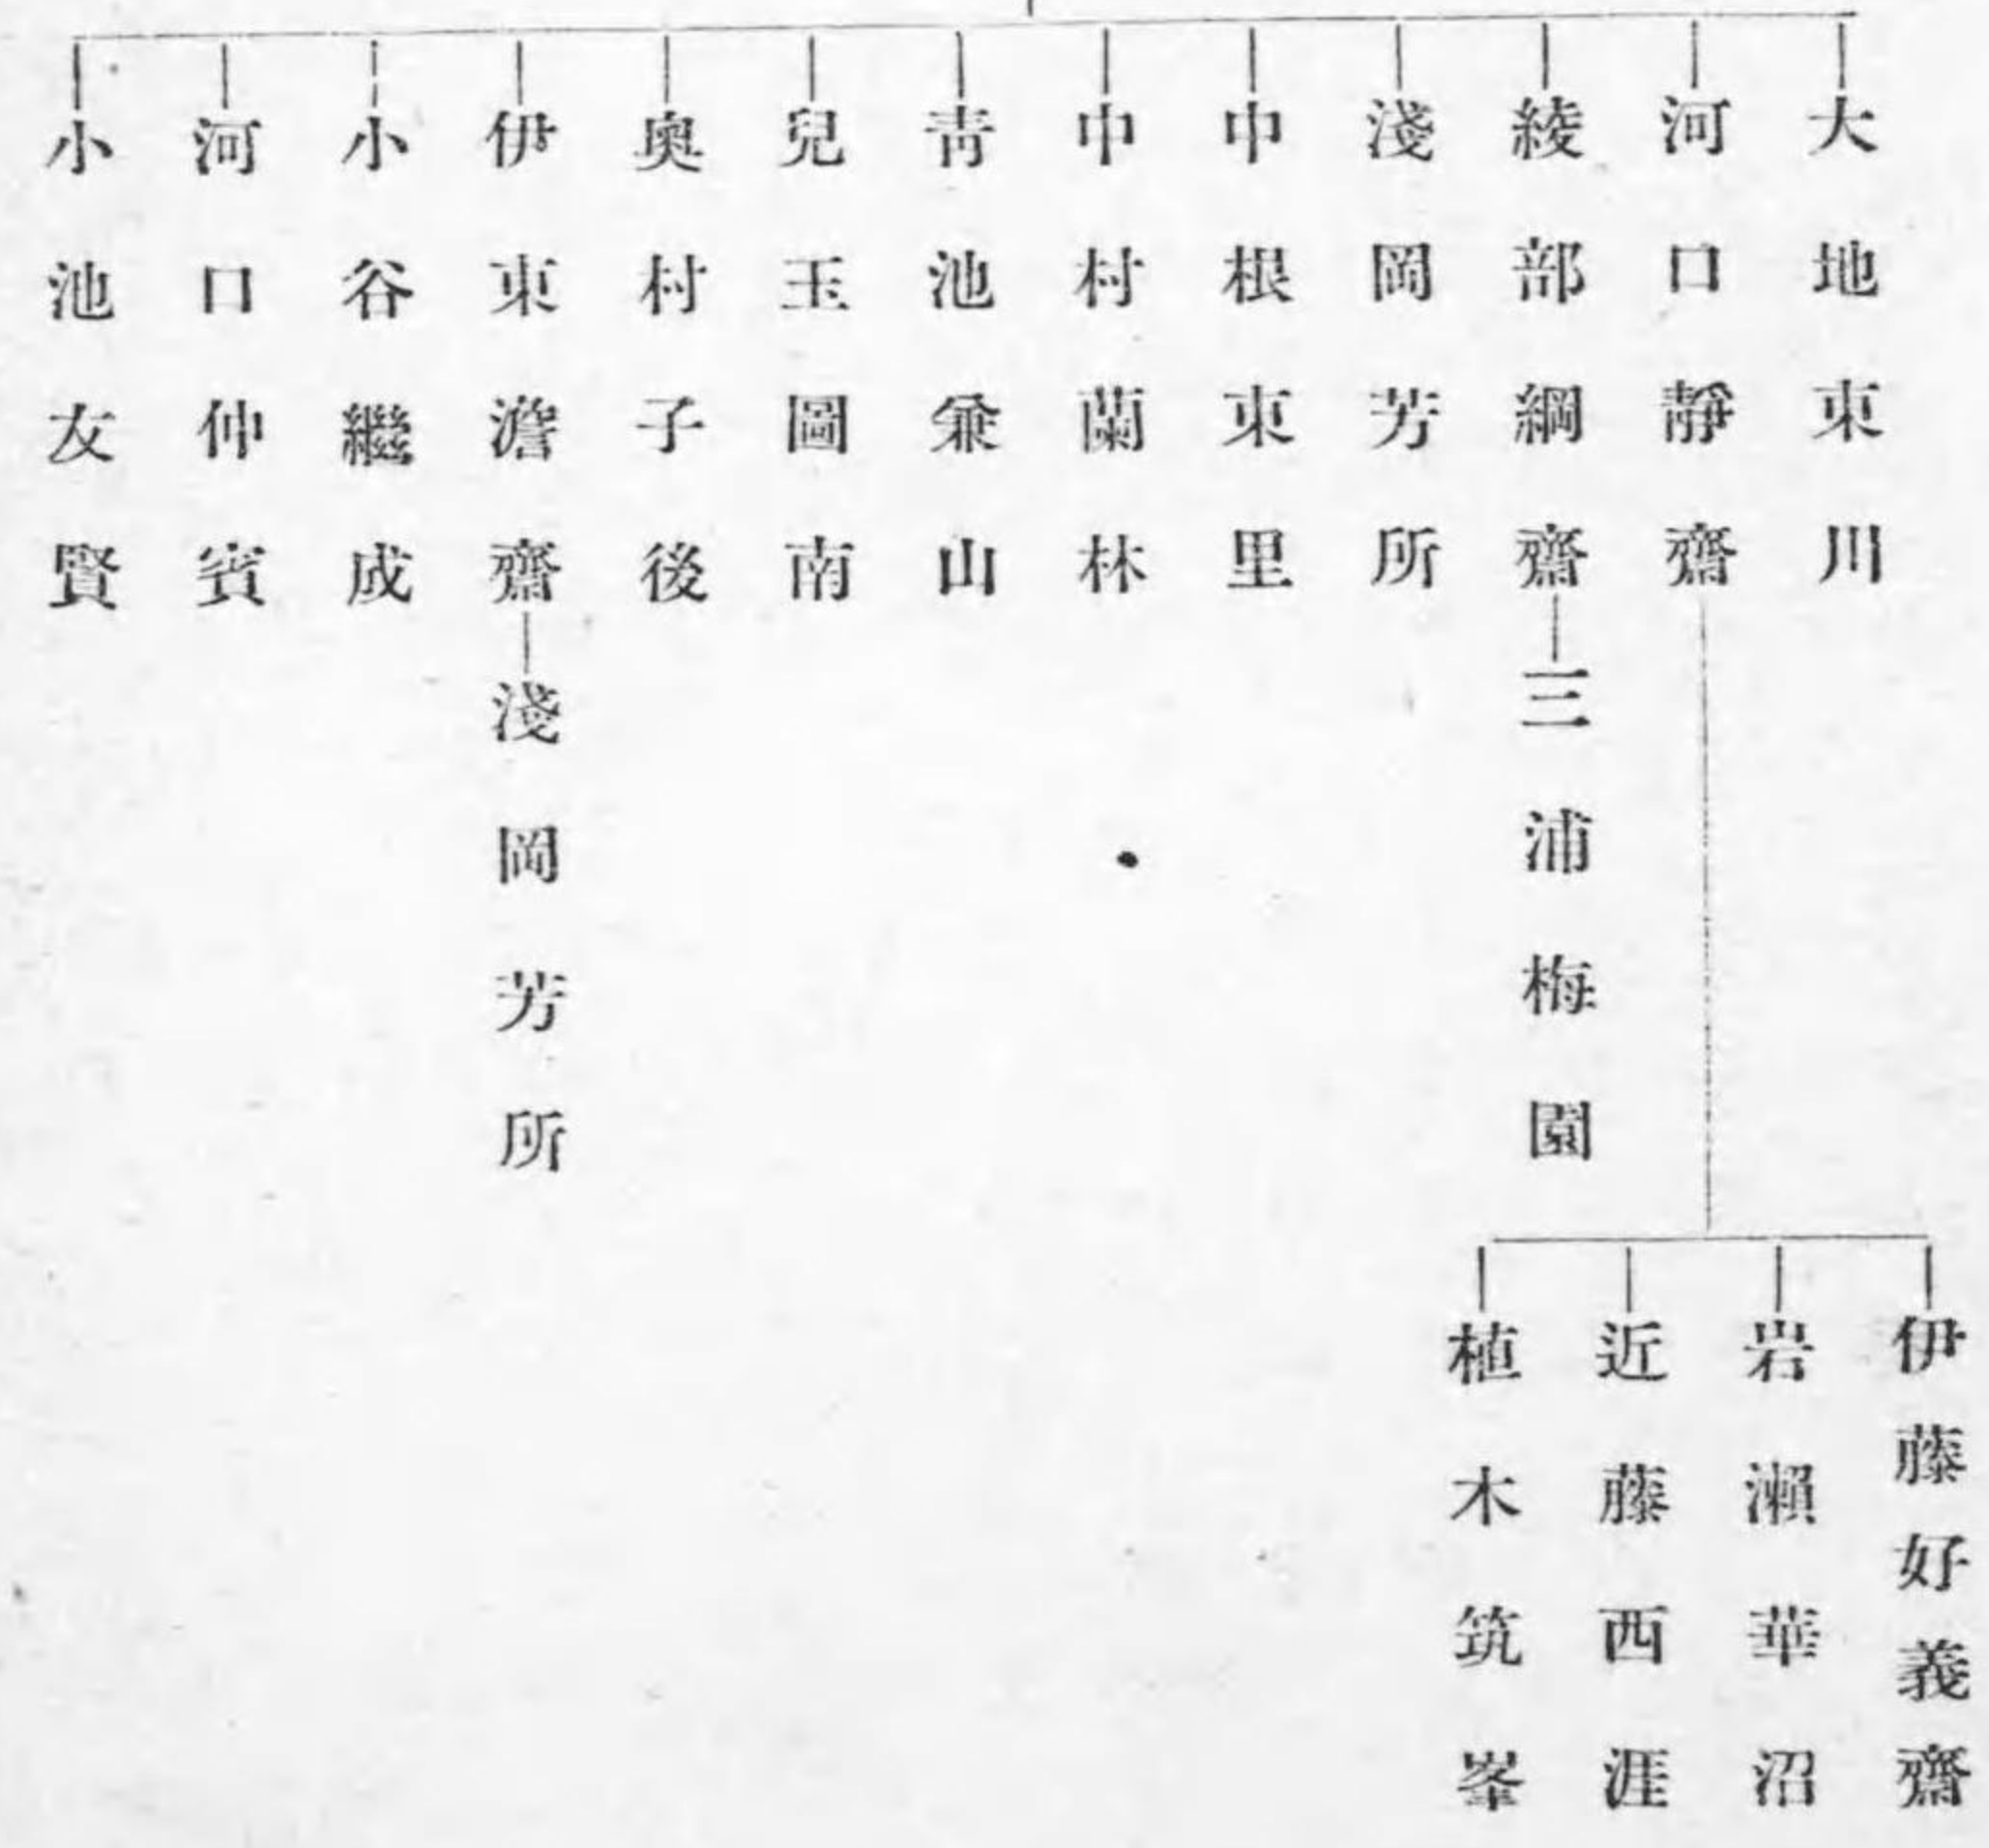 大地東川
河口靜齋
伊藤好義齋
岩瀨華沼
近藤西涯
植木筑峯
綾部綱齋
三浦梅園
淺岡芳所
中根東里
中村蘭林
靑池兼山
兒玉圖南
奧村子後
伊東澹齋
淺岡芳所
小谷繼成
河口仲賓
小池友賢